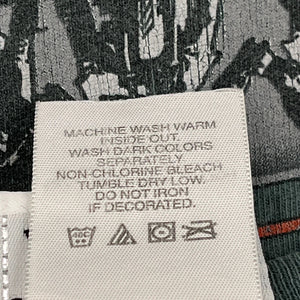 MACHINE WASH WARM
INSIDE OUT.
WASH DARK COLORS
SEPARATELY
NON-CHLORINE BLEACH
TUMBLE DRY LOW.
DO NOT IRON
IF DECORATED.
40C